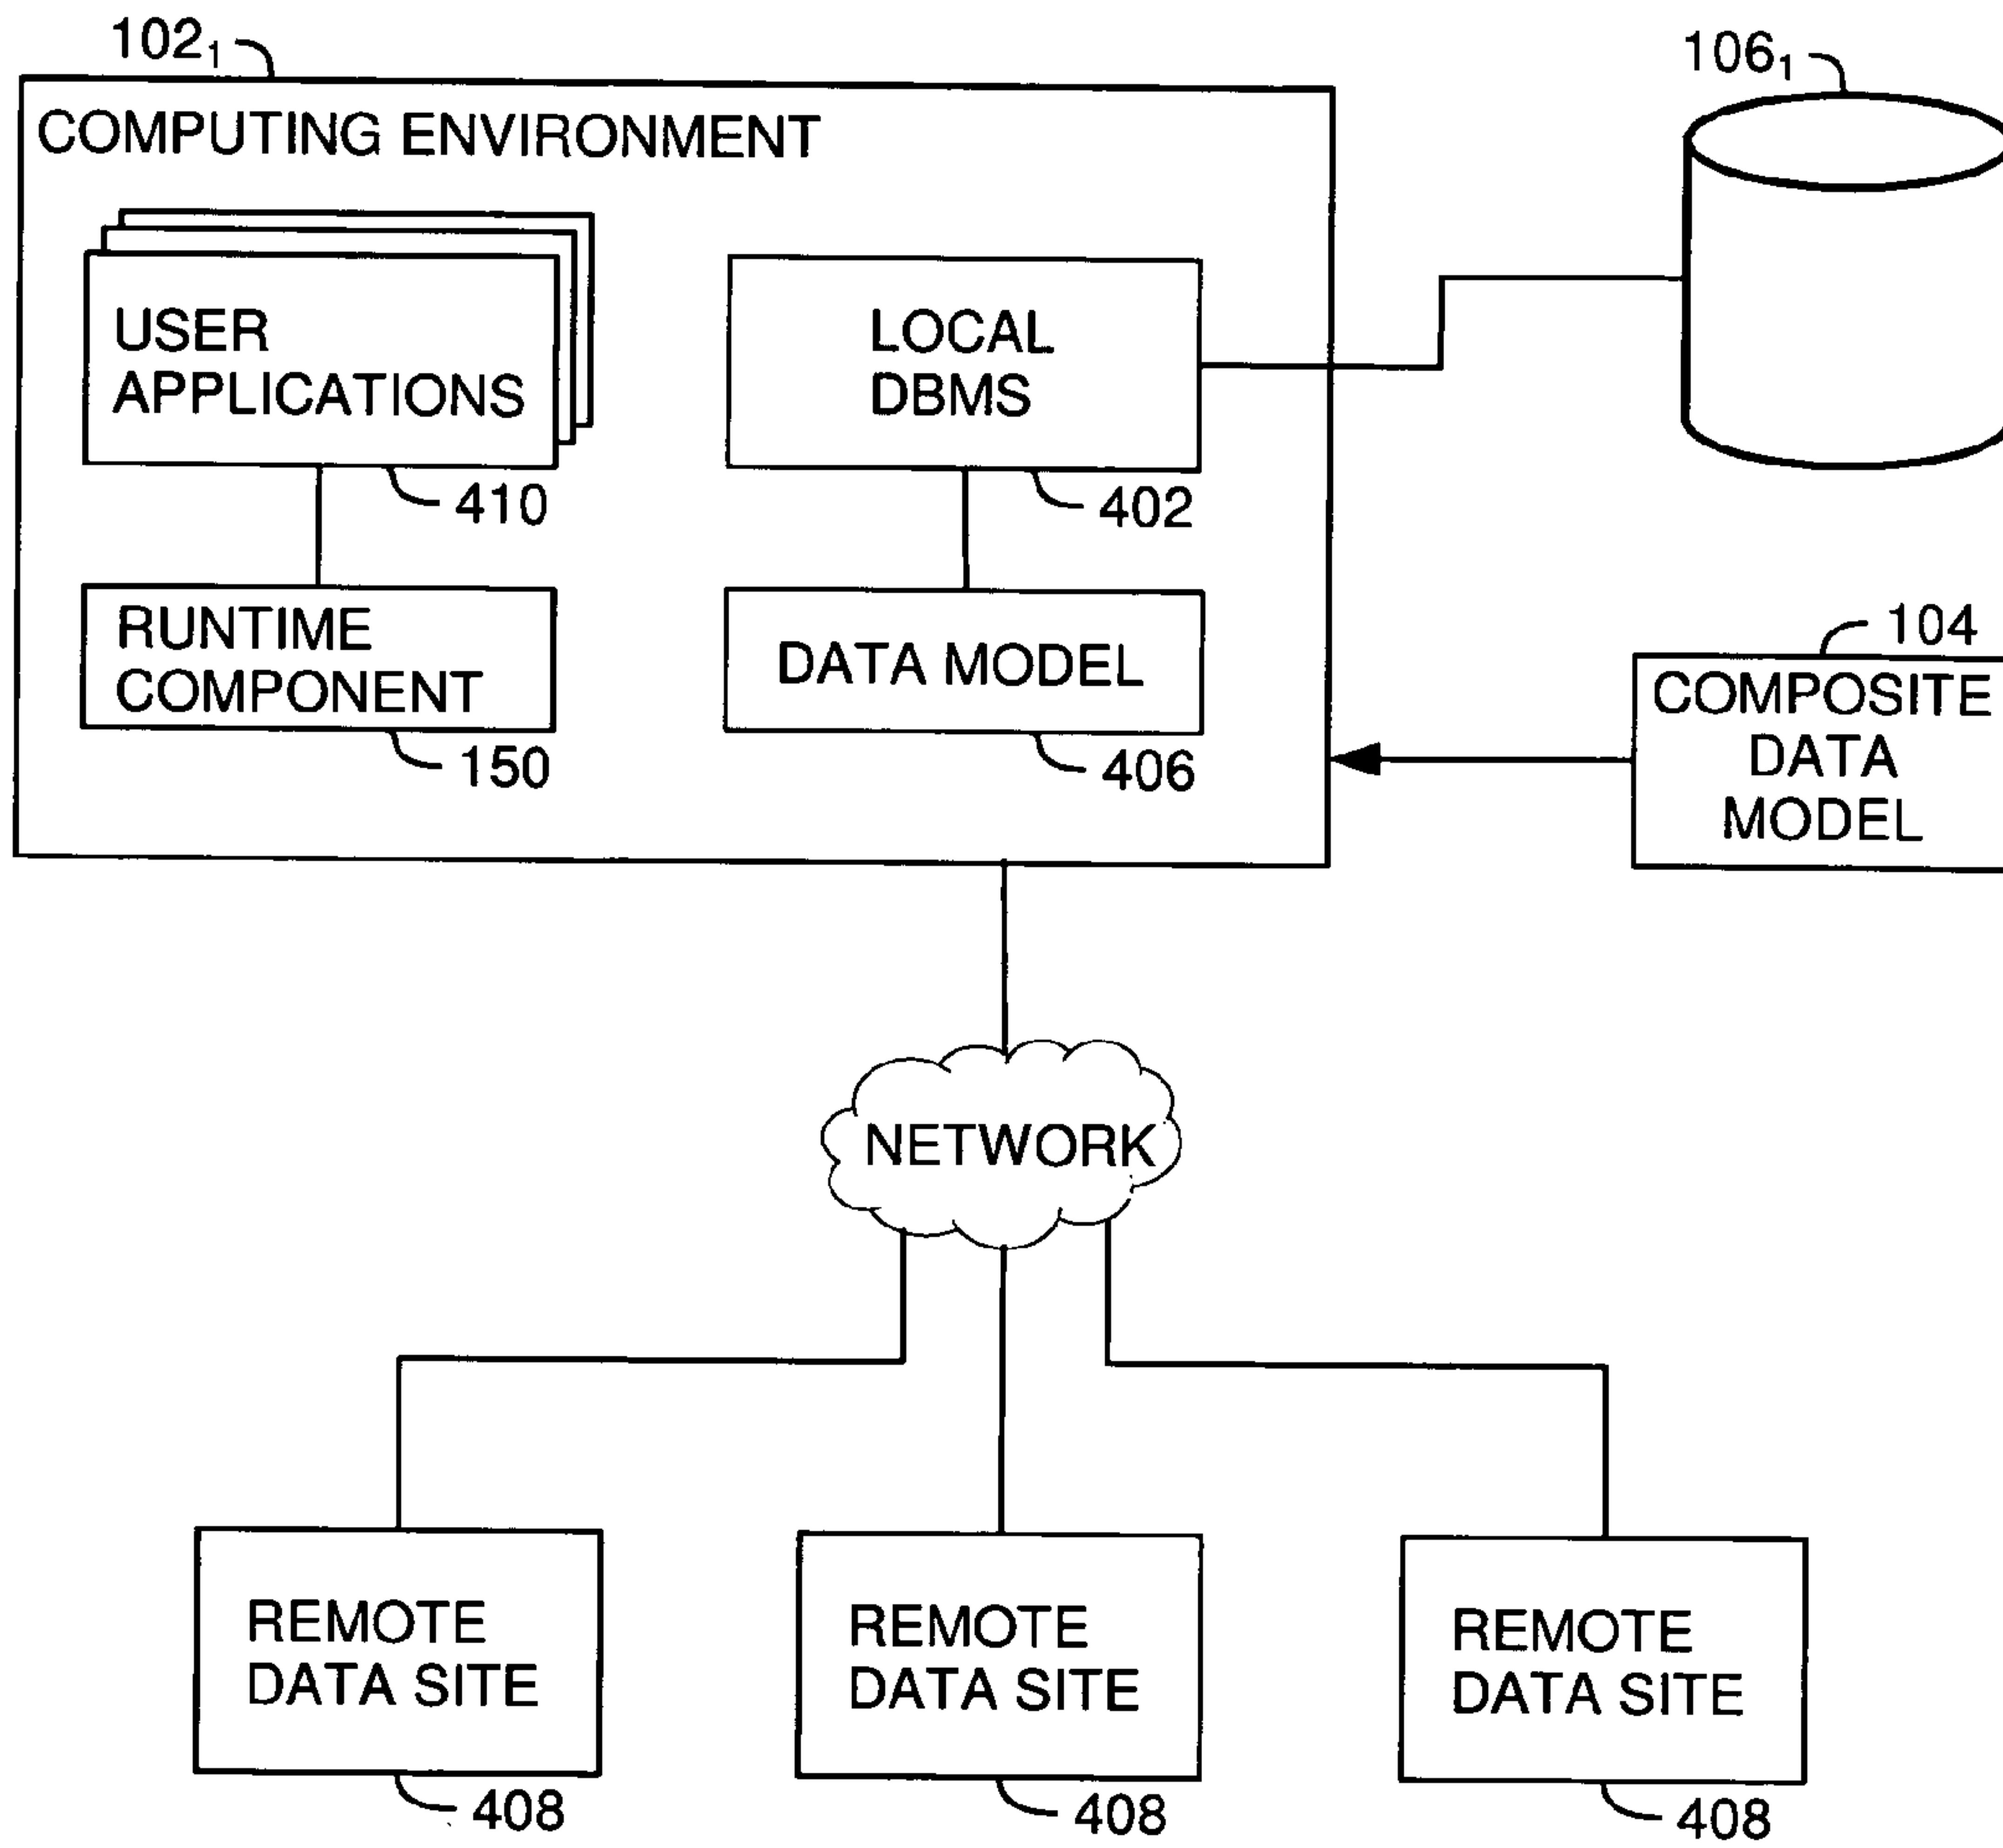 102₁
106₁
COMPUTING ENVIRONMENT
USER
APPLICATIONS
410
LOCAL
DBMS
402
RUNTIME
COMPONENT
150
DATA MODEL
406
104
COMPOSITE
DATA
MODEL
NETWORK
REMOTE
DATA SITE
408
REMOTE
DATA SITE
408
REMOTE
DATA SITE
408